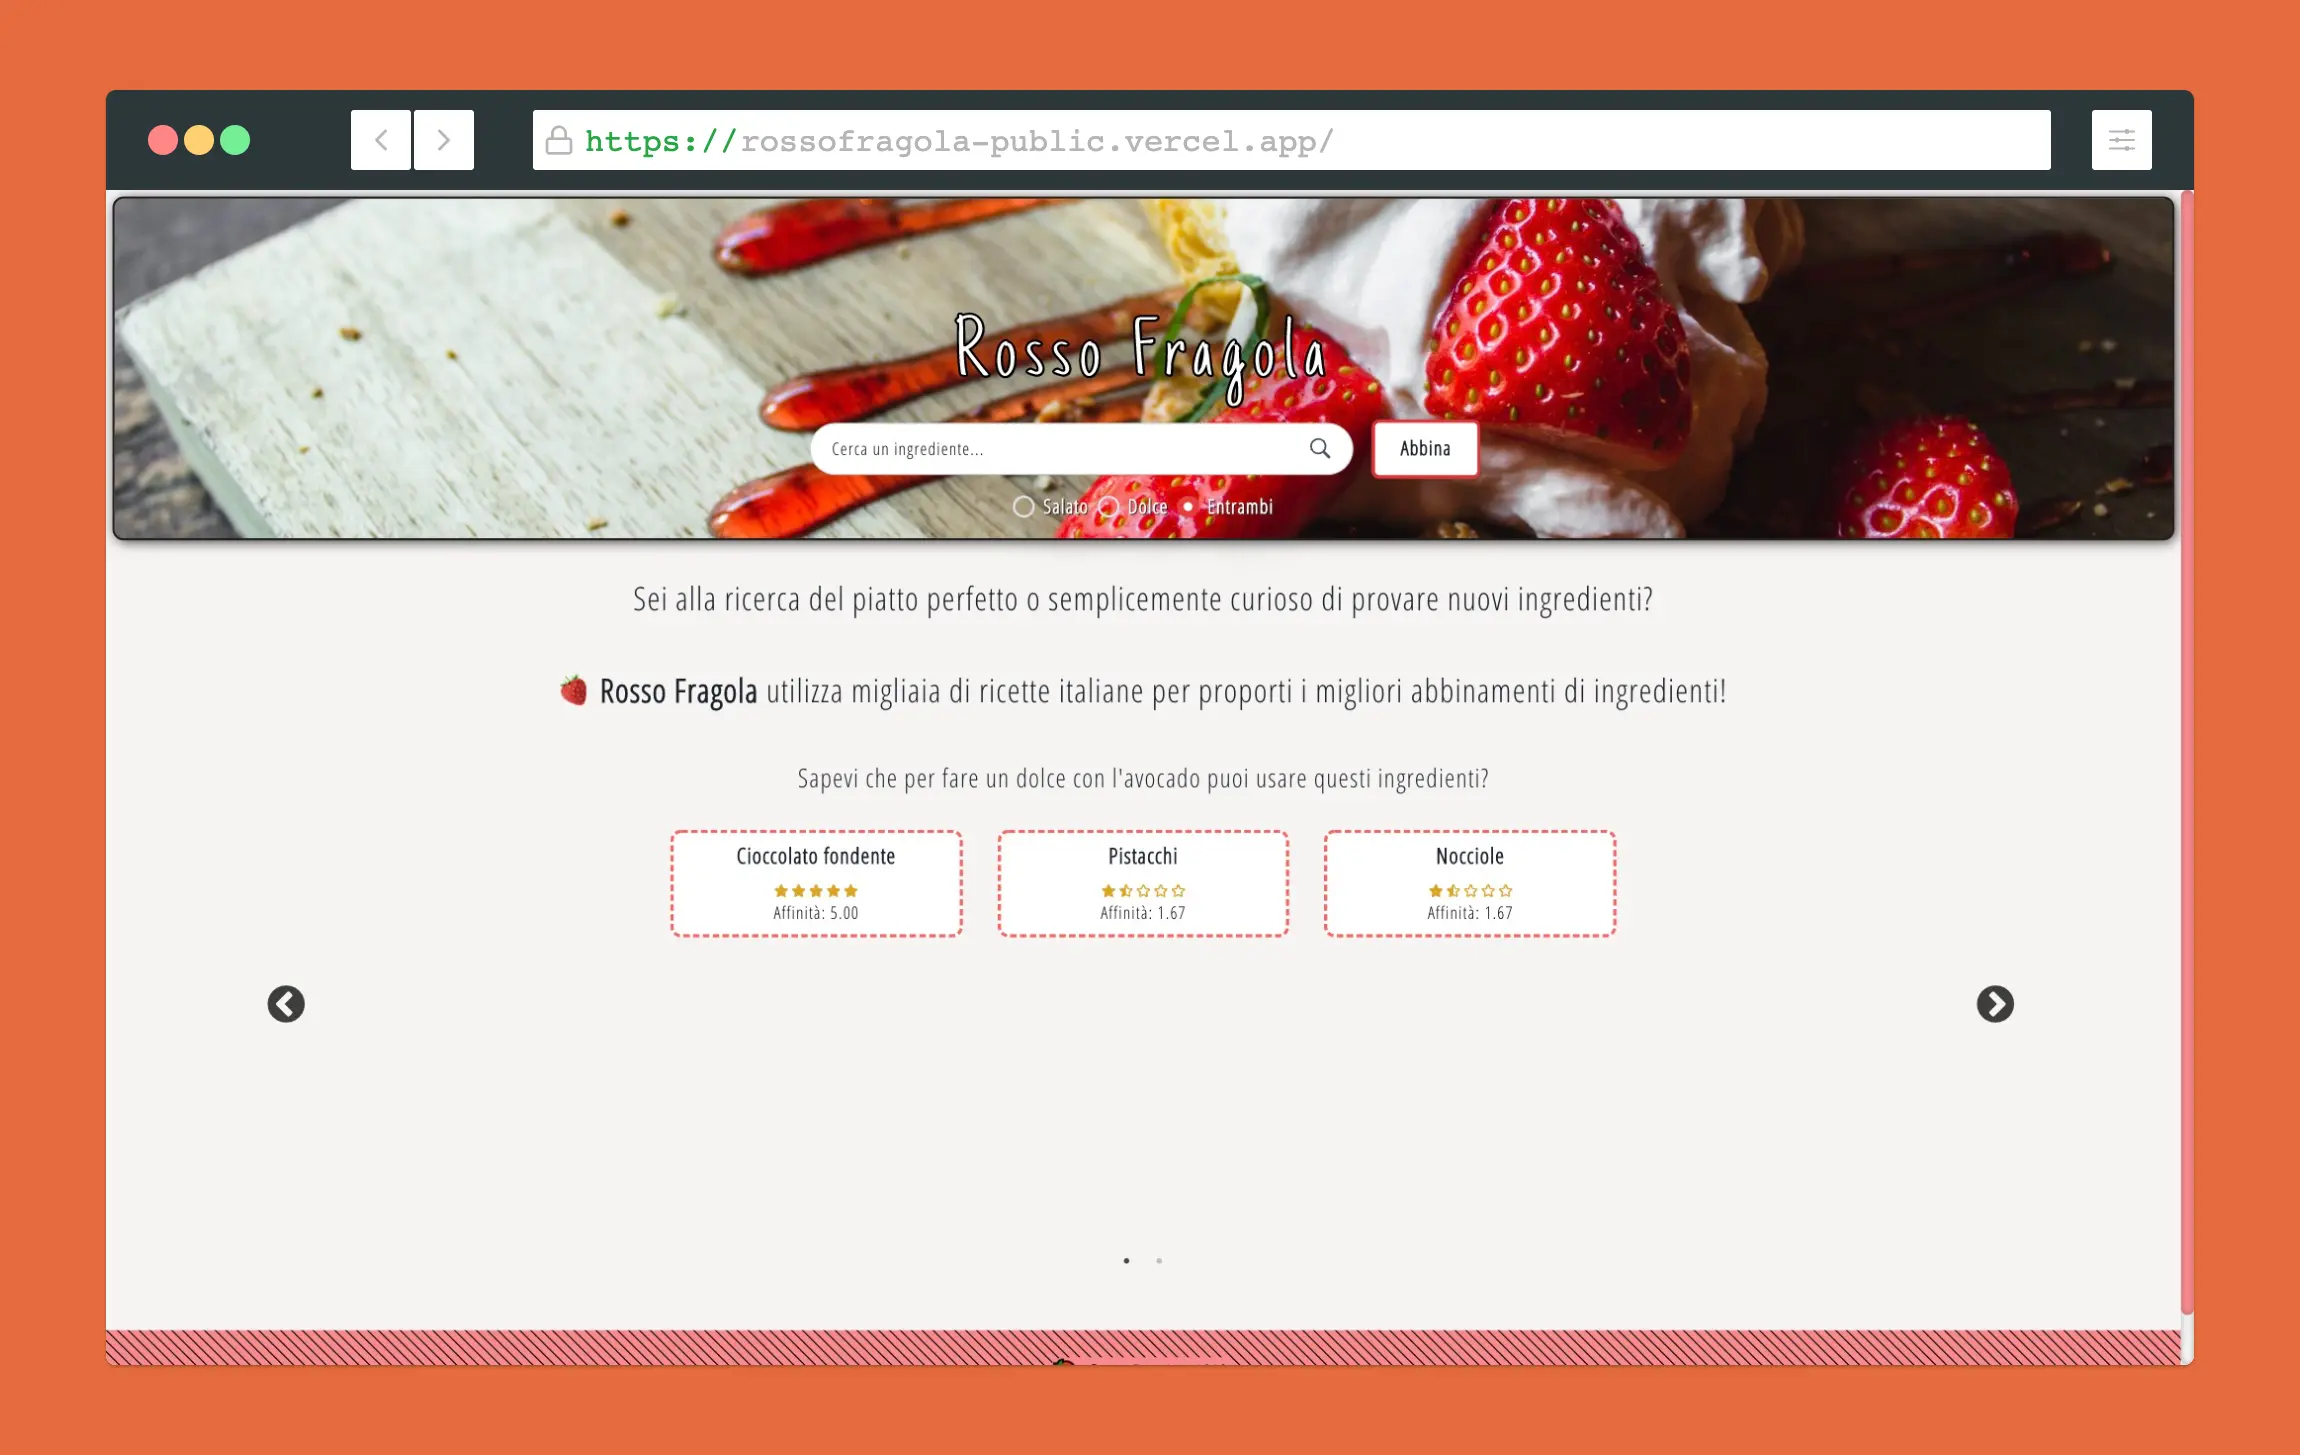 https://rossofragola-public.vercel.app/
Rosso Fragola
Cerca un ingrediente...
Abbina
Salato Dolce Entrambi
Sei alla ricerca del piatto perfetto o semplicemente curioso di provare nuovi ingredienti?
Rosso Fragola utilizza migliaia di ricette italiane per proporti i migliori abbinamenti di ingredienti!
Sapevi che per fare un dolce con l'avocado puoi usare questi ingredienti?
Cioccolato fondente
Affinità: 5.00
Pistacchi
Affinità: 1.67
Nocciole
Affinità: 1.67